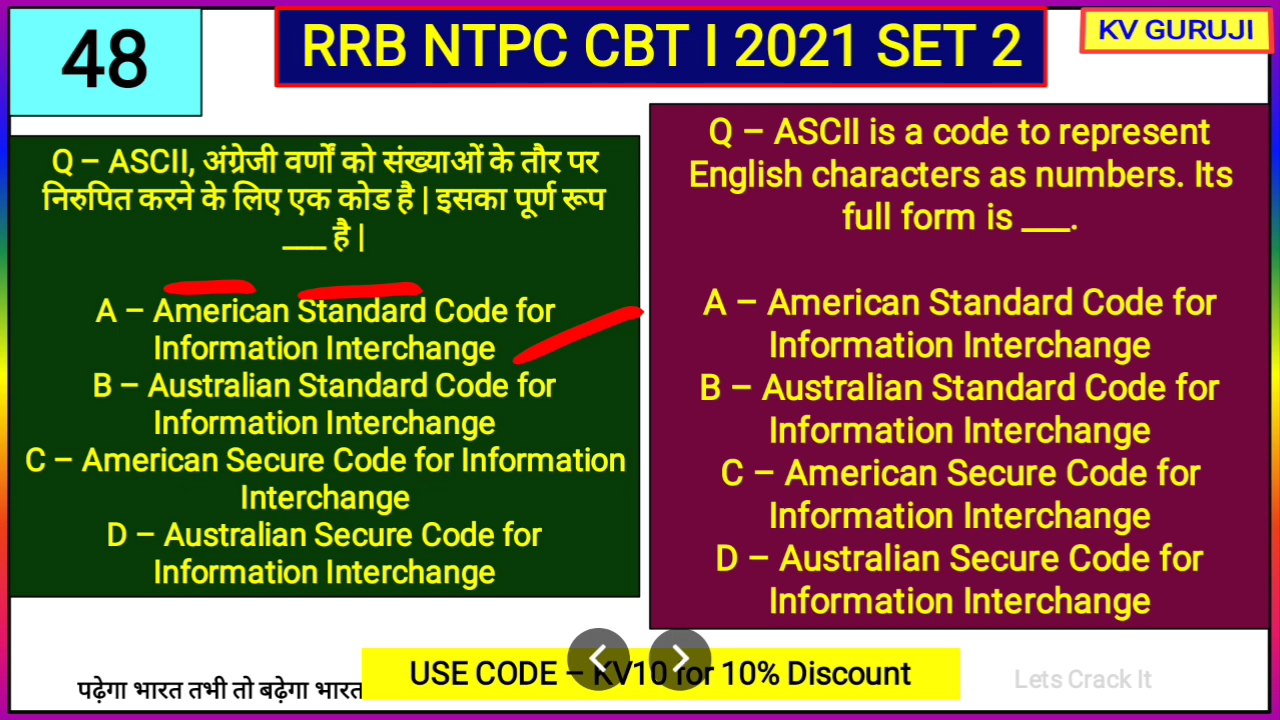 48
RRB NTPC CBT I 2021 SET 2
KV GURUJI
Q – ASCII, अंग्रेजी वर्णों को संख्याओं के तौर पर
निरुपित करने के लिए एक कोड है | इसका पूर्ण रूप
___ है |
A – American Standard Code for
Information Interchange
B – Australian Standard Code for
Information Interchange
C – American Secure Code for Information
Interchange
D – Australian Secure Code for
Information Interchange
Q – ASCII is a code to represent
English characters as numbers. Its
full form is ___.
A – American Standard Code for
Information Interchange
B – Australian Standard Code for
Information Interchange
C – American Secure Code for
Information Interchange
D – Australian Secure Code for
Information Interchange
पढ़ेगा भारत तभी तो बढ़ेगा भारत
USE CODE – KV10 for 10% Discount
Lets Crack It